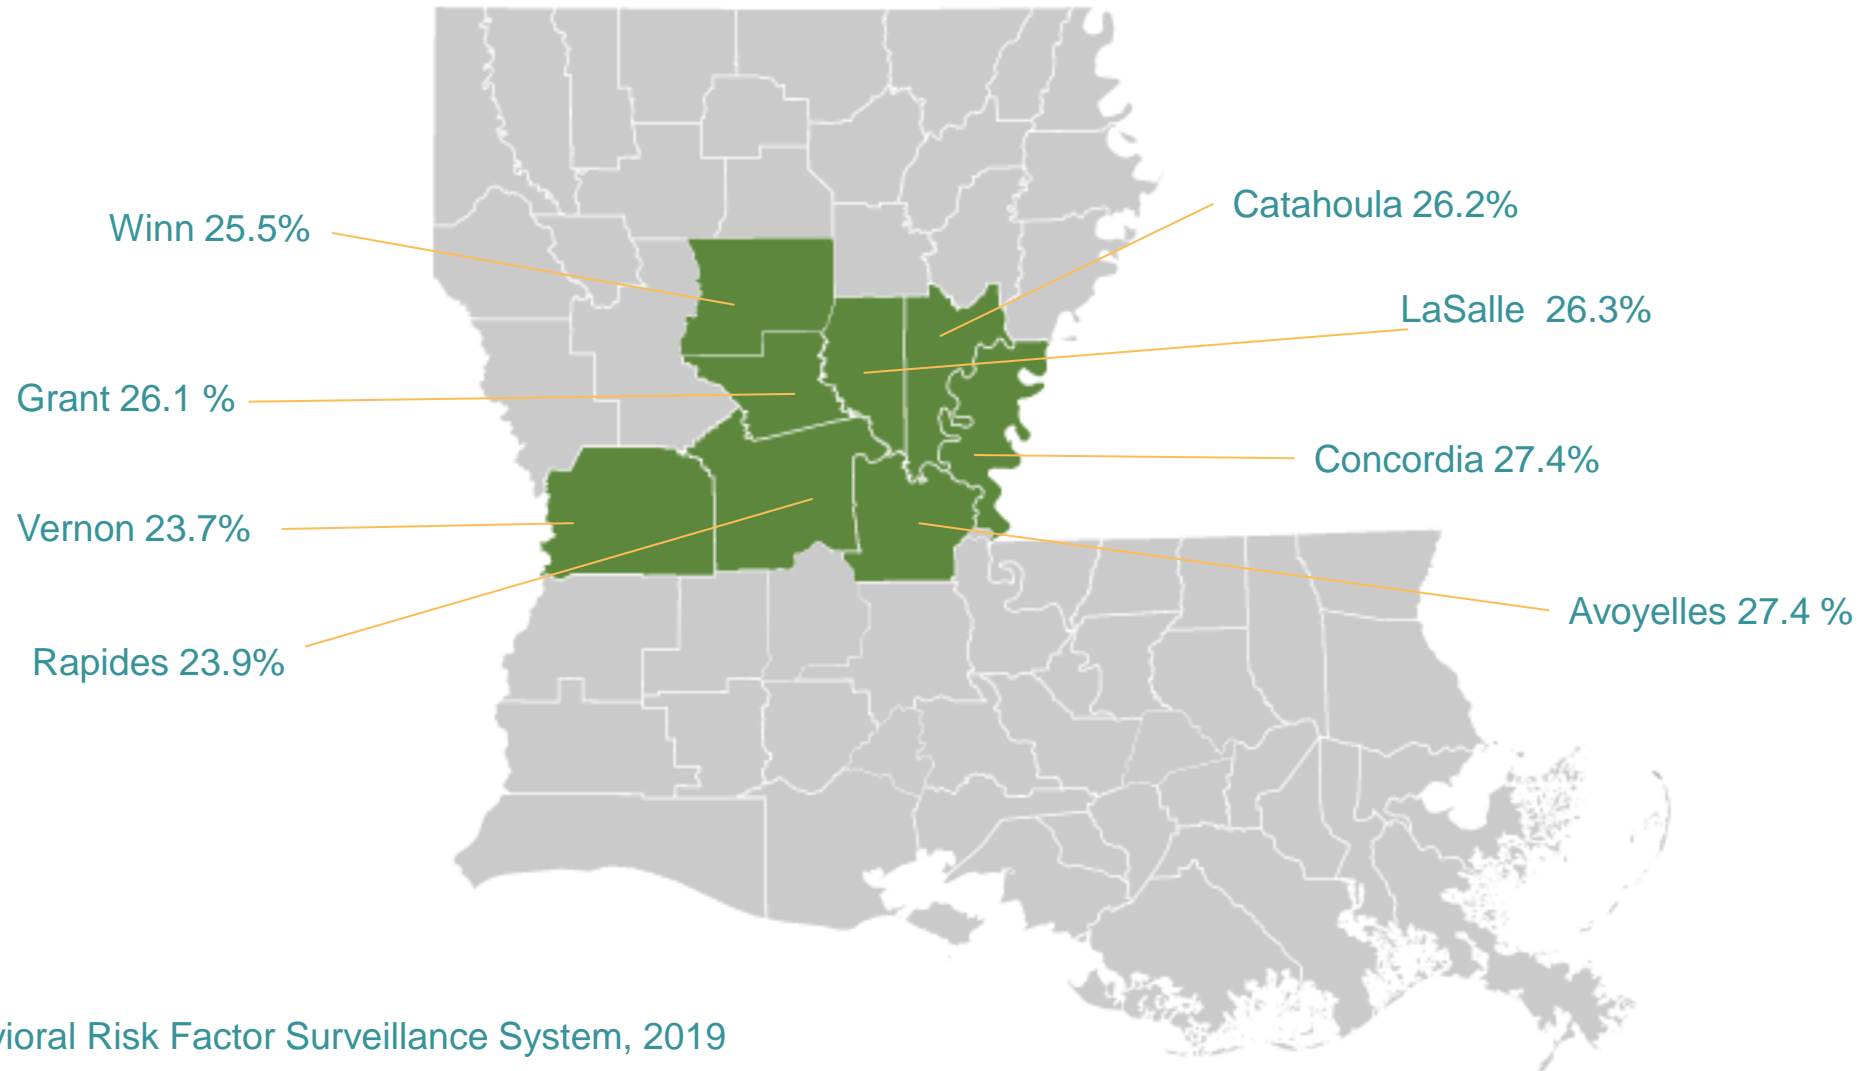 Catahoula 26.2%
Winn 25.5%
LaSalle  26.3%
Grant 26.1 %
Concordia 27.4%
Vernon 23.7%
Avoyelles 27.4 %
Rapides 23.9%
Risk Factor Surveillance System, 2019